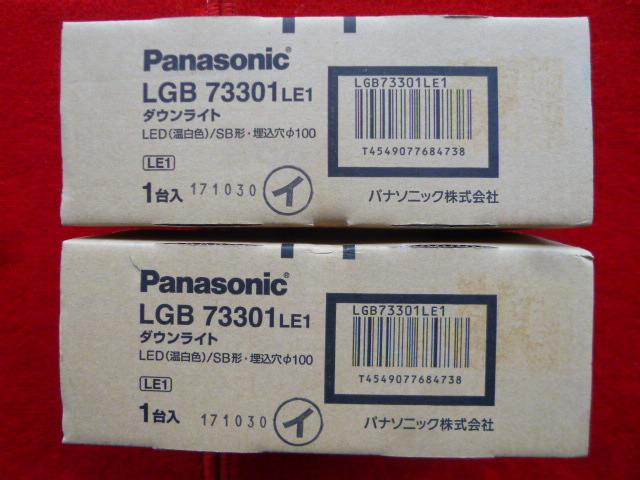 Panasonic®
LGB 73301 LE1
ダウンライト
LED(温白色)/SB形・埋込穴φ100
LE1
1台入 171030 イ
LGB73301LE1
T4549077684738
パナソニック株式会社
Panasonic®
LGB 73301 LE1
ダウンライト
LED(温白色)/SB形・埋込穴φ100
LE1
1台入 171030 イ
LGB73301LE1
T4549077684738
パナソニック株式会社